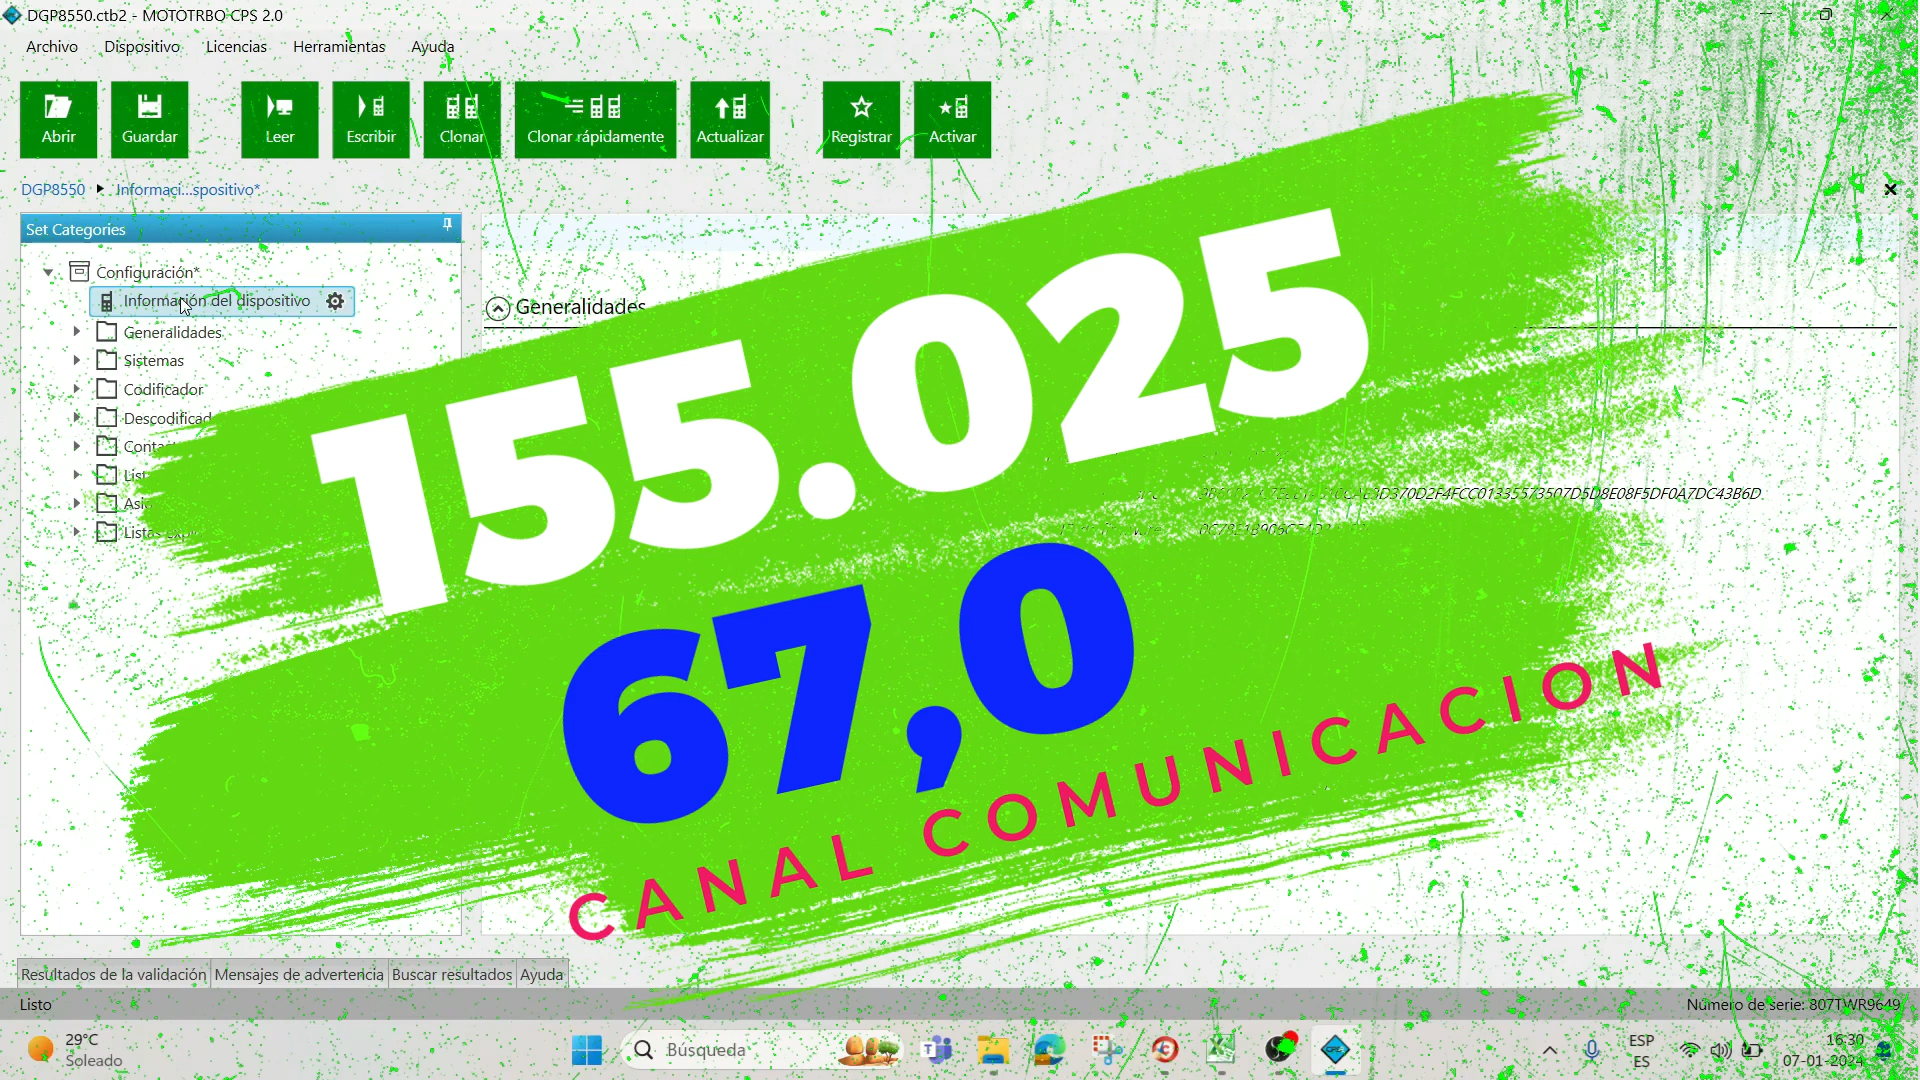 DGP8550.ctb2 - MOTOTRBO CPS 2.0
Archivo Dispositivo Licencias Herramientas Ayuda
Abrir Guardar Leer Escribir Clonar Clonar rápidamente Actualizar Registrar Activar
DGP8550 Informaci...spositivo*
Set Categories
Configuración*
Información del dispositivo
Generalidades
Generalidades
Sistemas
Codificador
Descodificad
155.025
67,0
CANAL COMUNICACION
Resultados de la validación Mensajes de advertencia Buscar resultados Ayuda
Listo
Número de serie: 807TWR9649
29°C
Soleado
Búsqueda
ESP
ES
16:30
07-01-2024